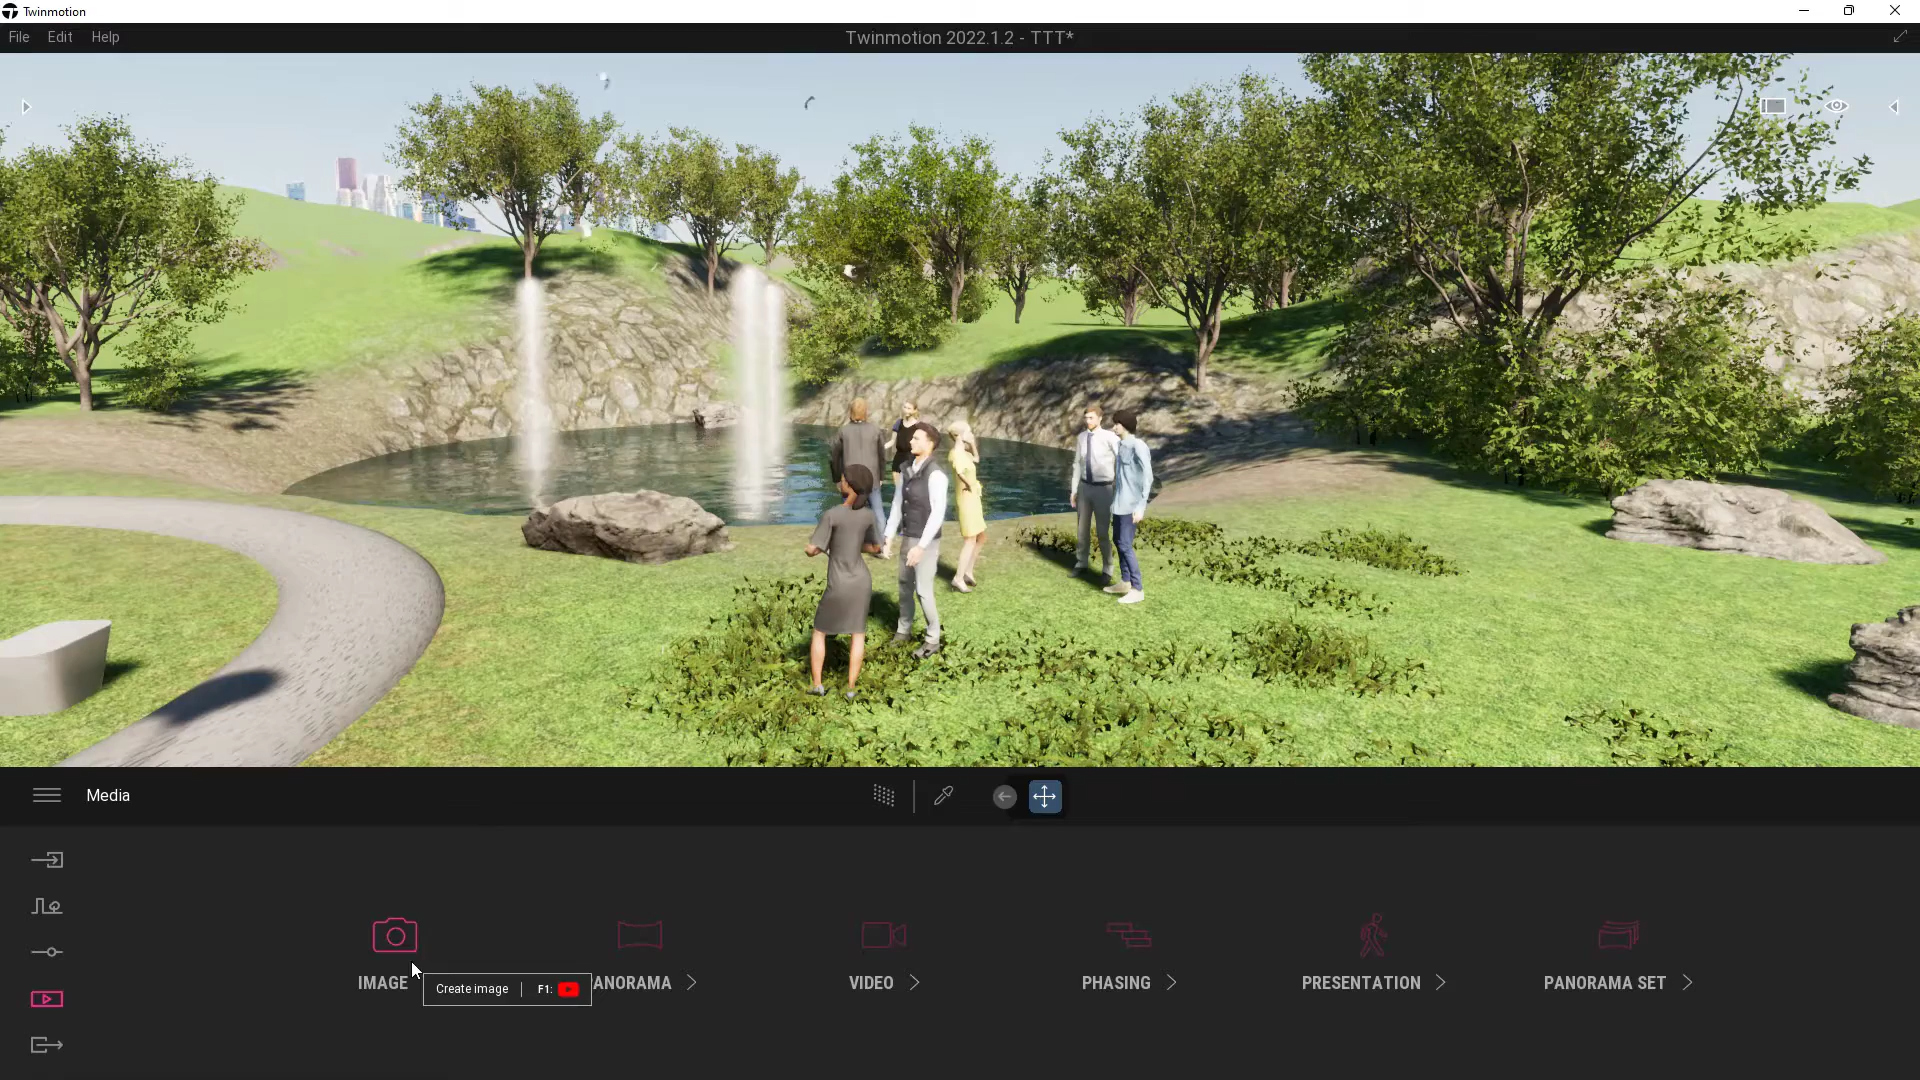 Twinmotion
File Edit Help
Twinmotion 2022.1.2 - TTT*
Media
IMAGE
ANORAMA
VIDEO
PHASING
PRESENTATION
PANORAMA SET
Create image
F1: